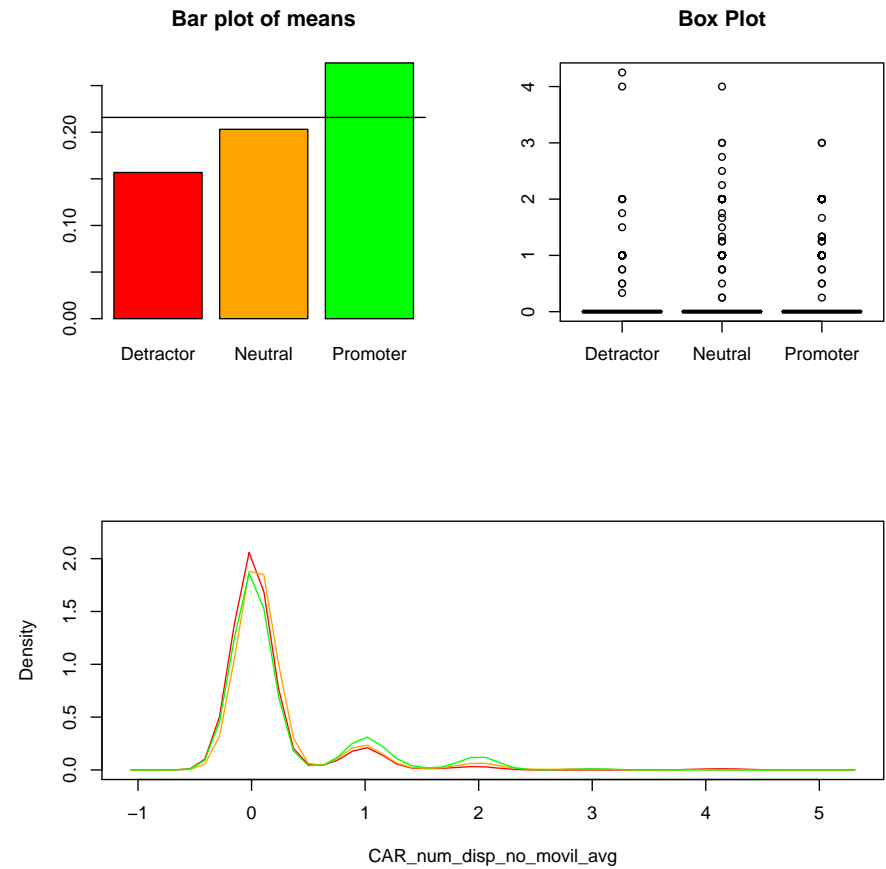 Bar plot of means
0.00 0.10 0.20
Detractor Neutral Promoter
Box Plot
0 1 2 3 4
Detractor Neutral Promoter
Density
0.0 0.5 1.0 1.5 2.0
−1 0 1 2 3 4 5
CAR_num_disp_no_movil_avg